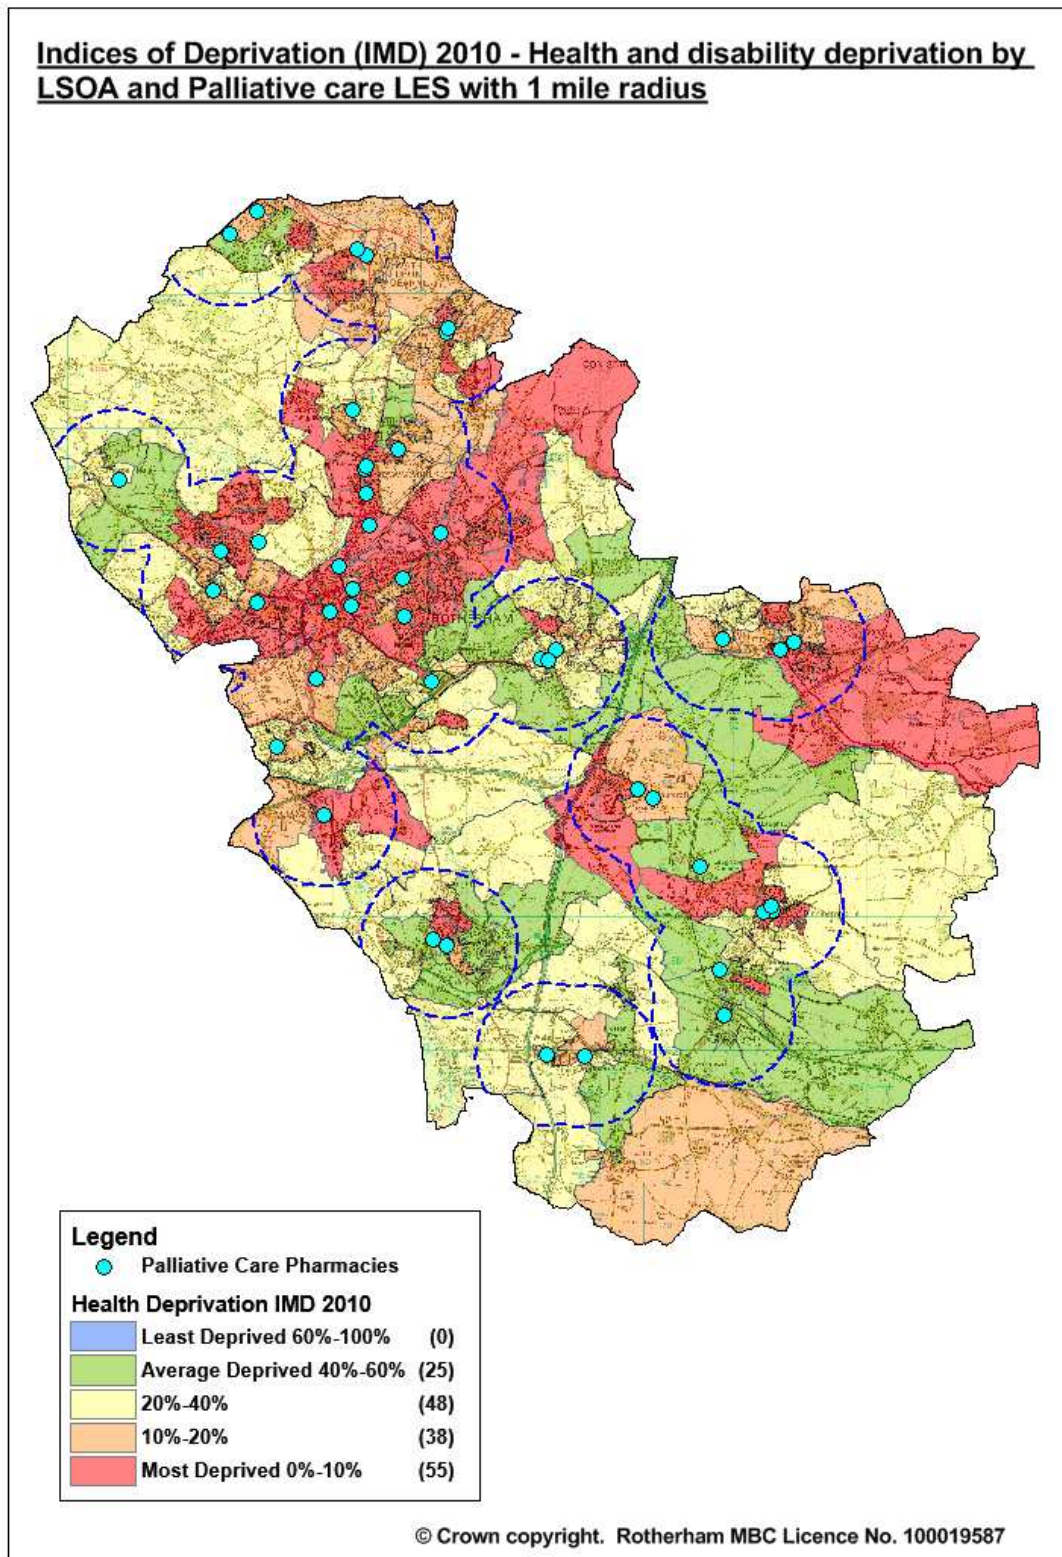 Indices of Deprivation (IMD) 2010 - Health and disability deprivation by
LSOA and Palliative care LES with 1 mile radius
ROTHERHAM
Legend
Palliative Care Pharmacies
Health Deprivation IMD 2010
Least Deprived 60%-100% (0)
Average Deprived 40%-60% (25)
20%-40% (48)
10%-20% (38)
Most Deprived 0%-10% (55)
© Crown copyright. Rotherham MBC Licence No. 100019587